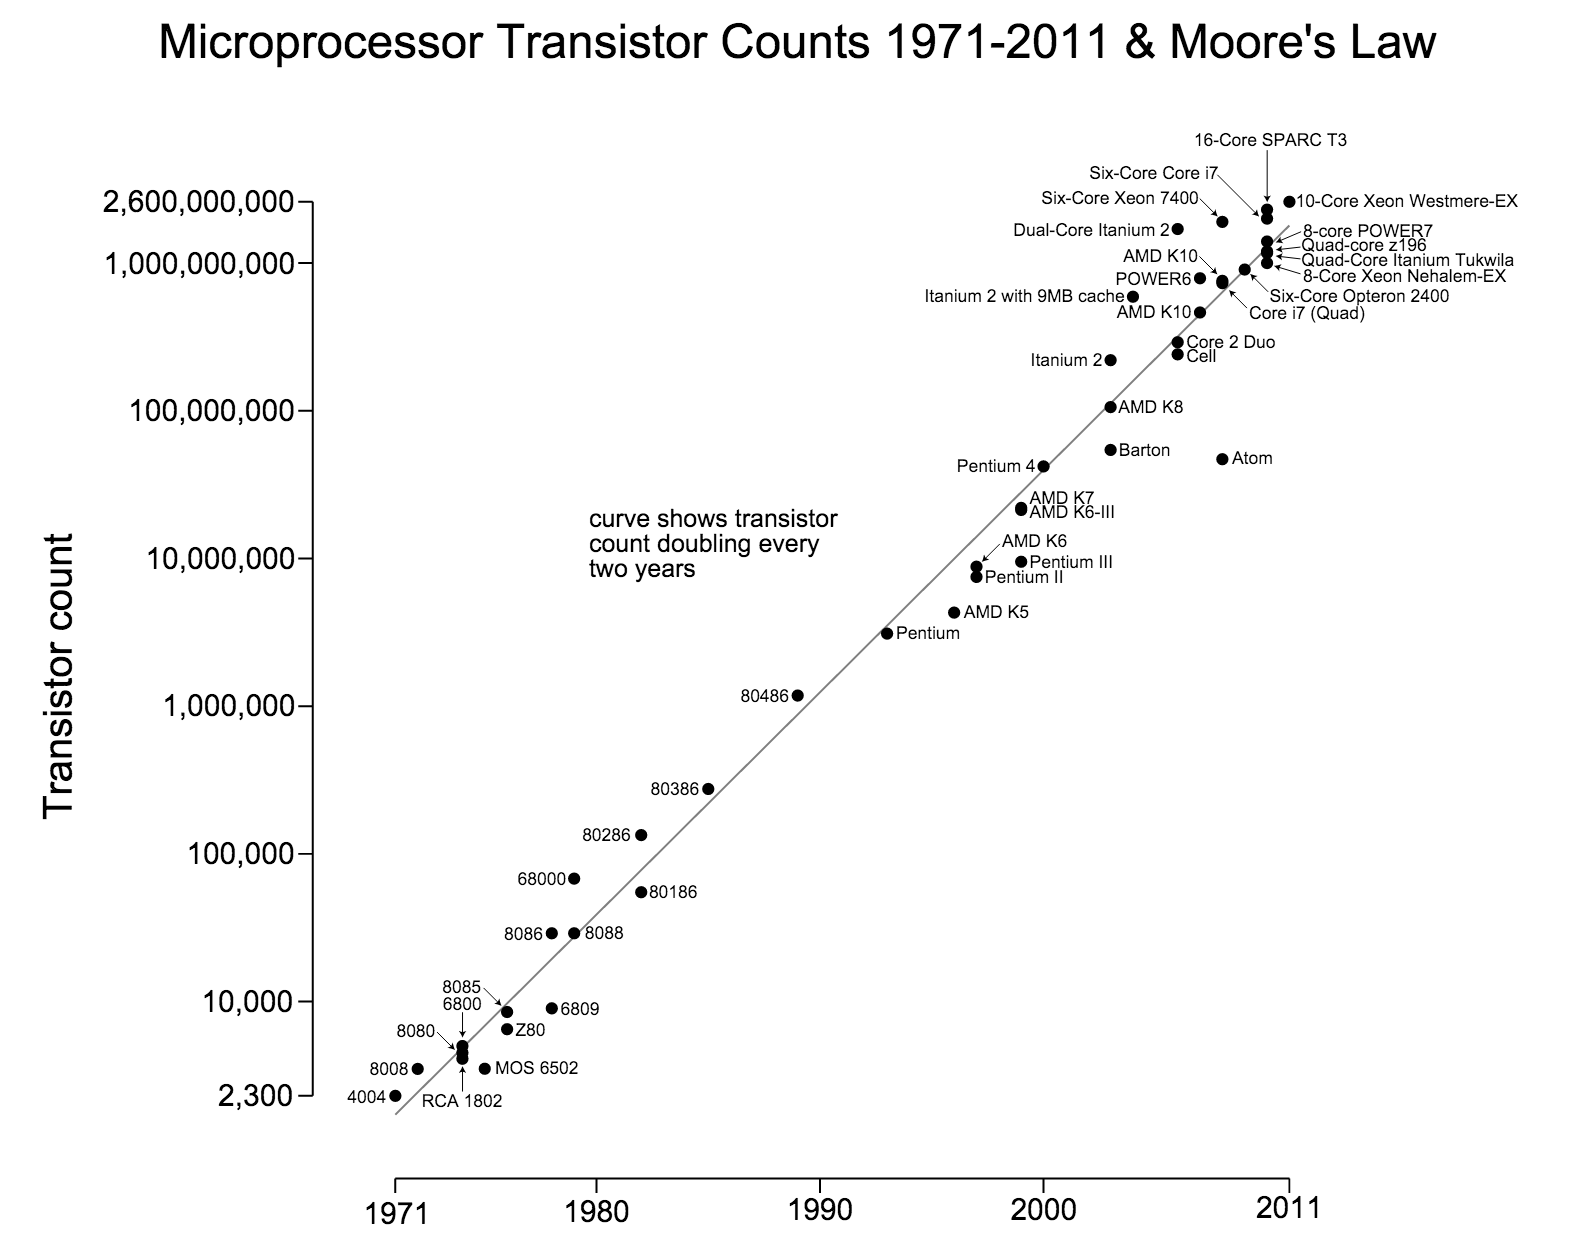 Microprocessor Transistor Counts 1971-2011 & Moore's Law
16-Core SPARC T3
Six-Core Core i7
Six-Core Xeon 7400
10-Core Xeon Westmere-EX
Dual-Core Itanium 2
8-core POWER7
Quad-core z196
AMD K10
Quad-Core Itanium Tukwila
POWER6
8-Core Xeon Nehalem-EX
Itanium 2 with 9MB cache
Six-Core Opteron 2400
AMD K10
Core i7 (Quad)
Core 2 Duo
Cell
Itanium 2
AMD K8
Barton
Atom
Pentium 4
AMD K7
AMD K6-III
curve shows transistor
count doubling every
two years
AMD K6
Pentium III
Pentium II
AMD K5
Pentium
80486
80386
80286
68000
80186
8086
8088
8085
6800
6809
8080
Z80
8008
MOS 6502
4004
RCA 1802
Transistor count
2,600,000,000
1,000,000,000
100,000,000
10,000,000
1,000,000
100,000
10,000
2,300
1971
1980
1990
2000
2011